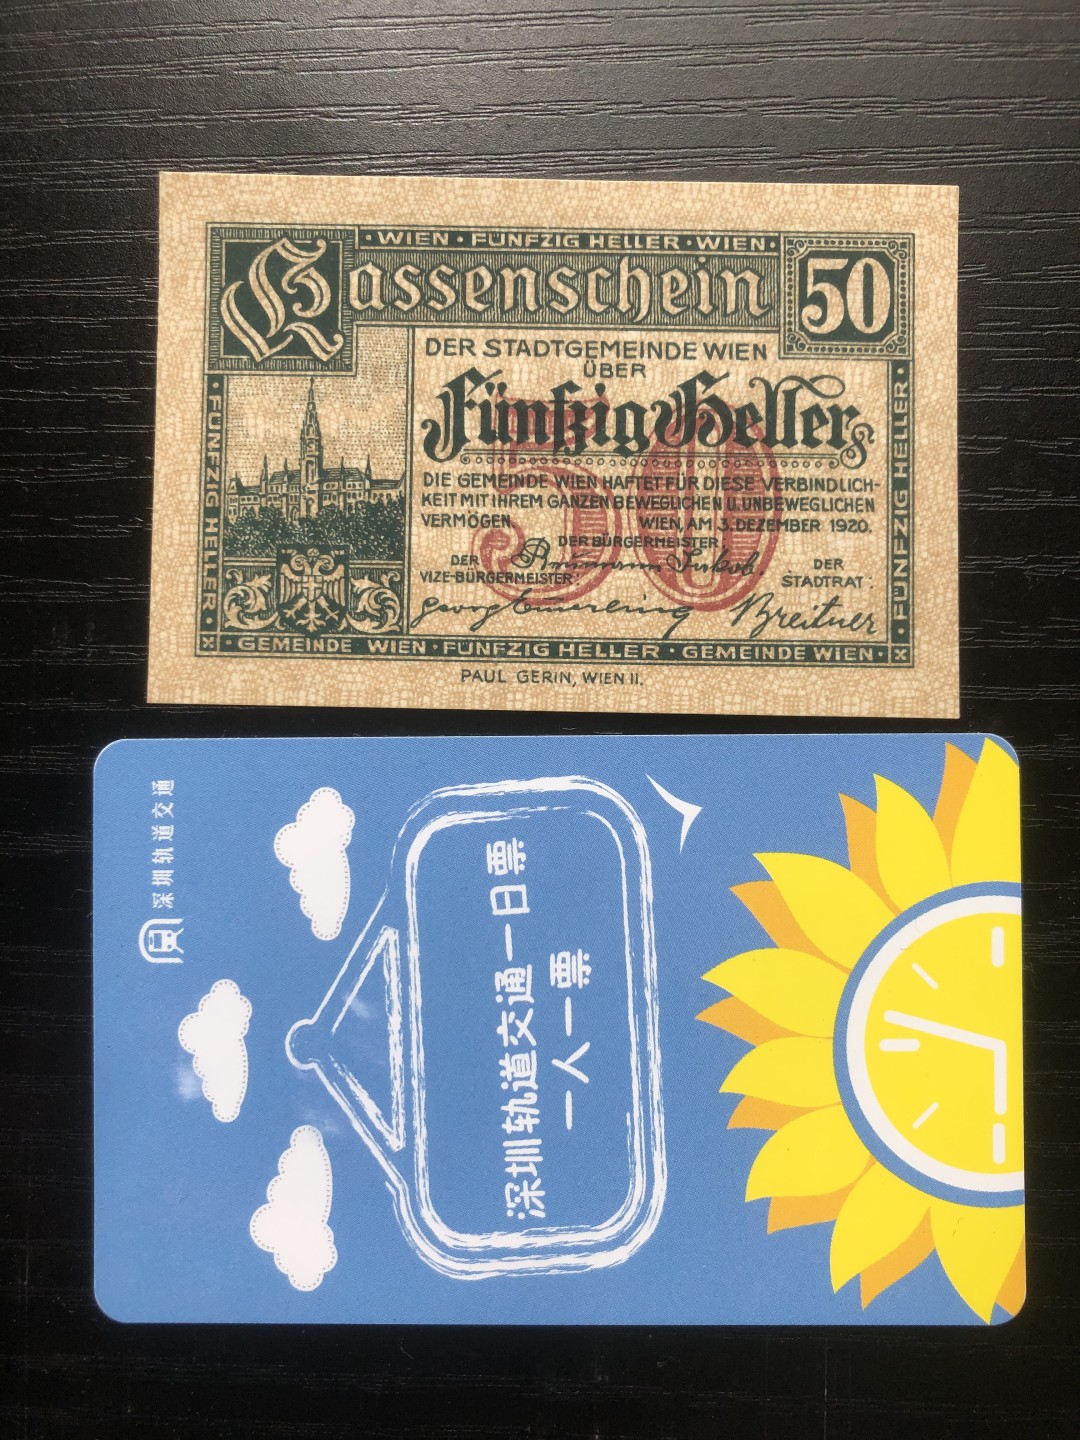 · WIEN · FÜNFZIG HELLER · WIEN ·
Kassenschein
50
DER STADTGEMEINDE WIEN
ÜBER
Fünfzig Heller
50
DIE GEMEINDE WIEN HAFTET FÜR DIESE VERBINDLICH-
KEIT MIT IHREM GANZEN BEWEGLICHEN U. UNBEWEGLICHEN
VERMÖGEN. WIEN, AM 3. DEZEMBER 1920.
DER BÜRGERMEISTER:
DER
VIZE-BÜRGERMEISTER:
DER
STADTRAT:
Breitner
· FÜNFZIG HELLER ·
· FÜNFZIG HELLER ·
· GEMEINDE WIEN · FÜNFZIG HELLER · GEMEINDE WIEN ·
PAUL GERIN, WIEN II.
深圳轨道交通
深圳轨道交通一日票
一人一票